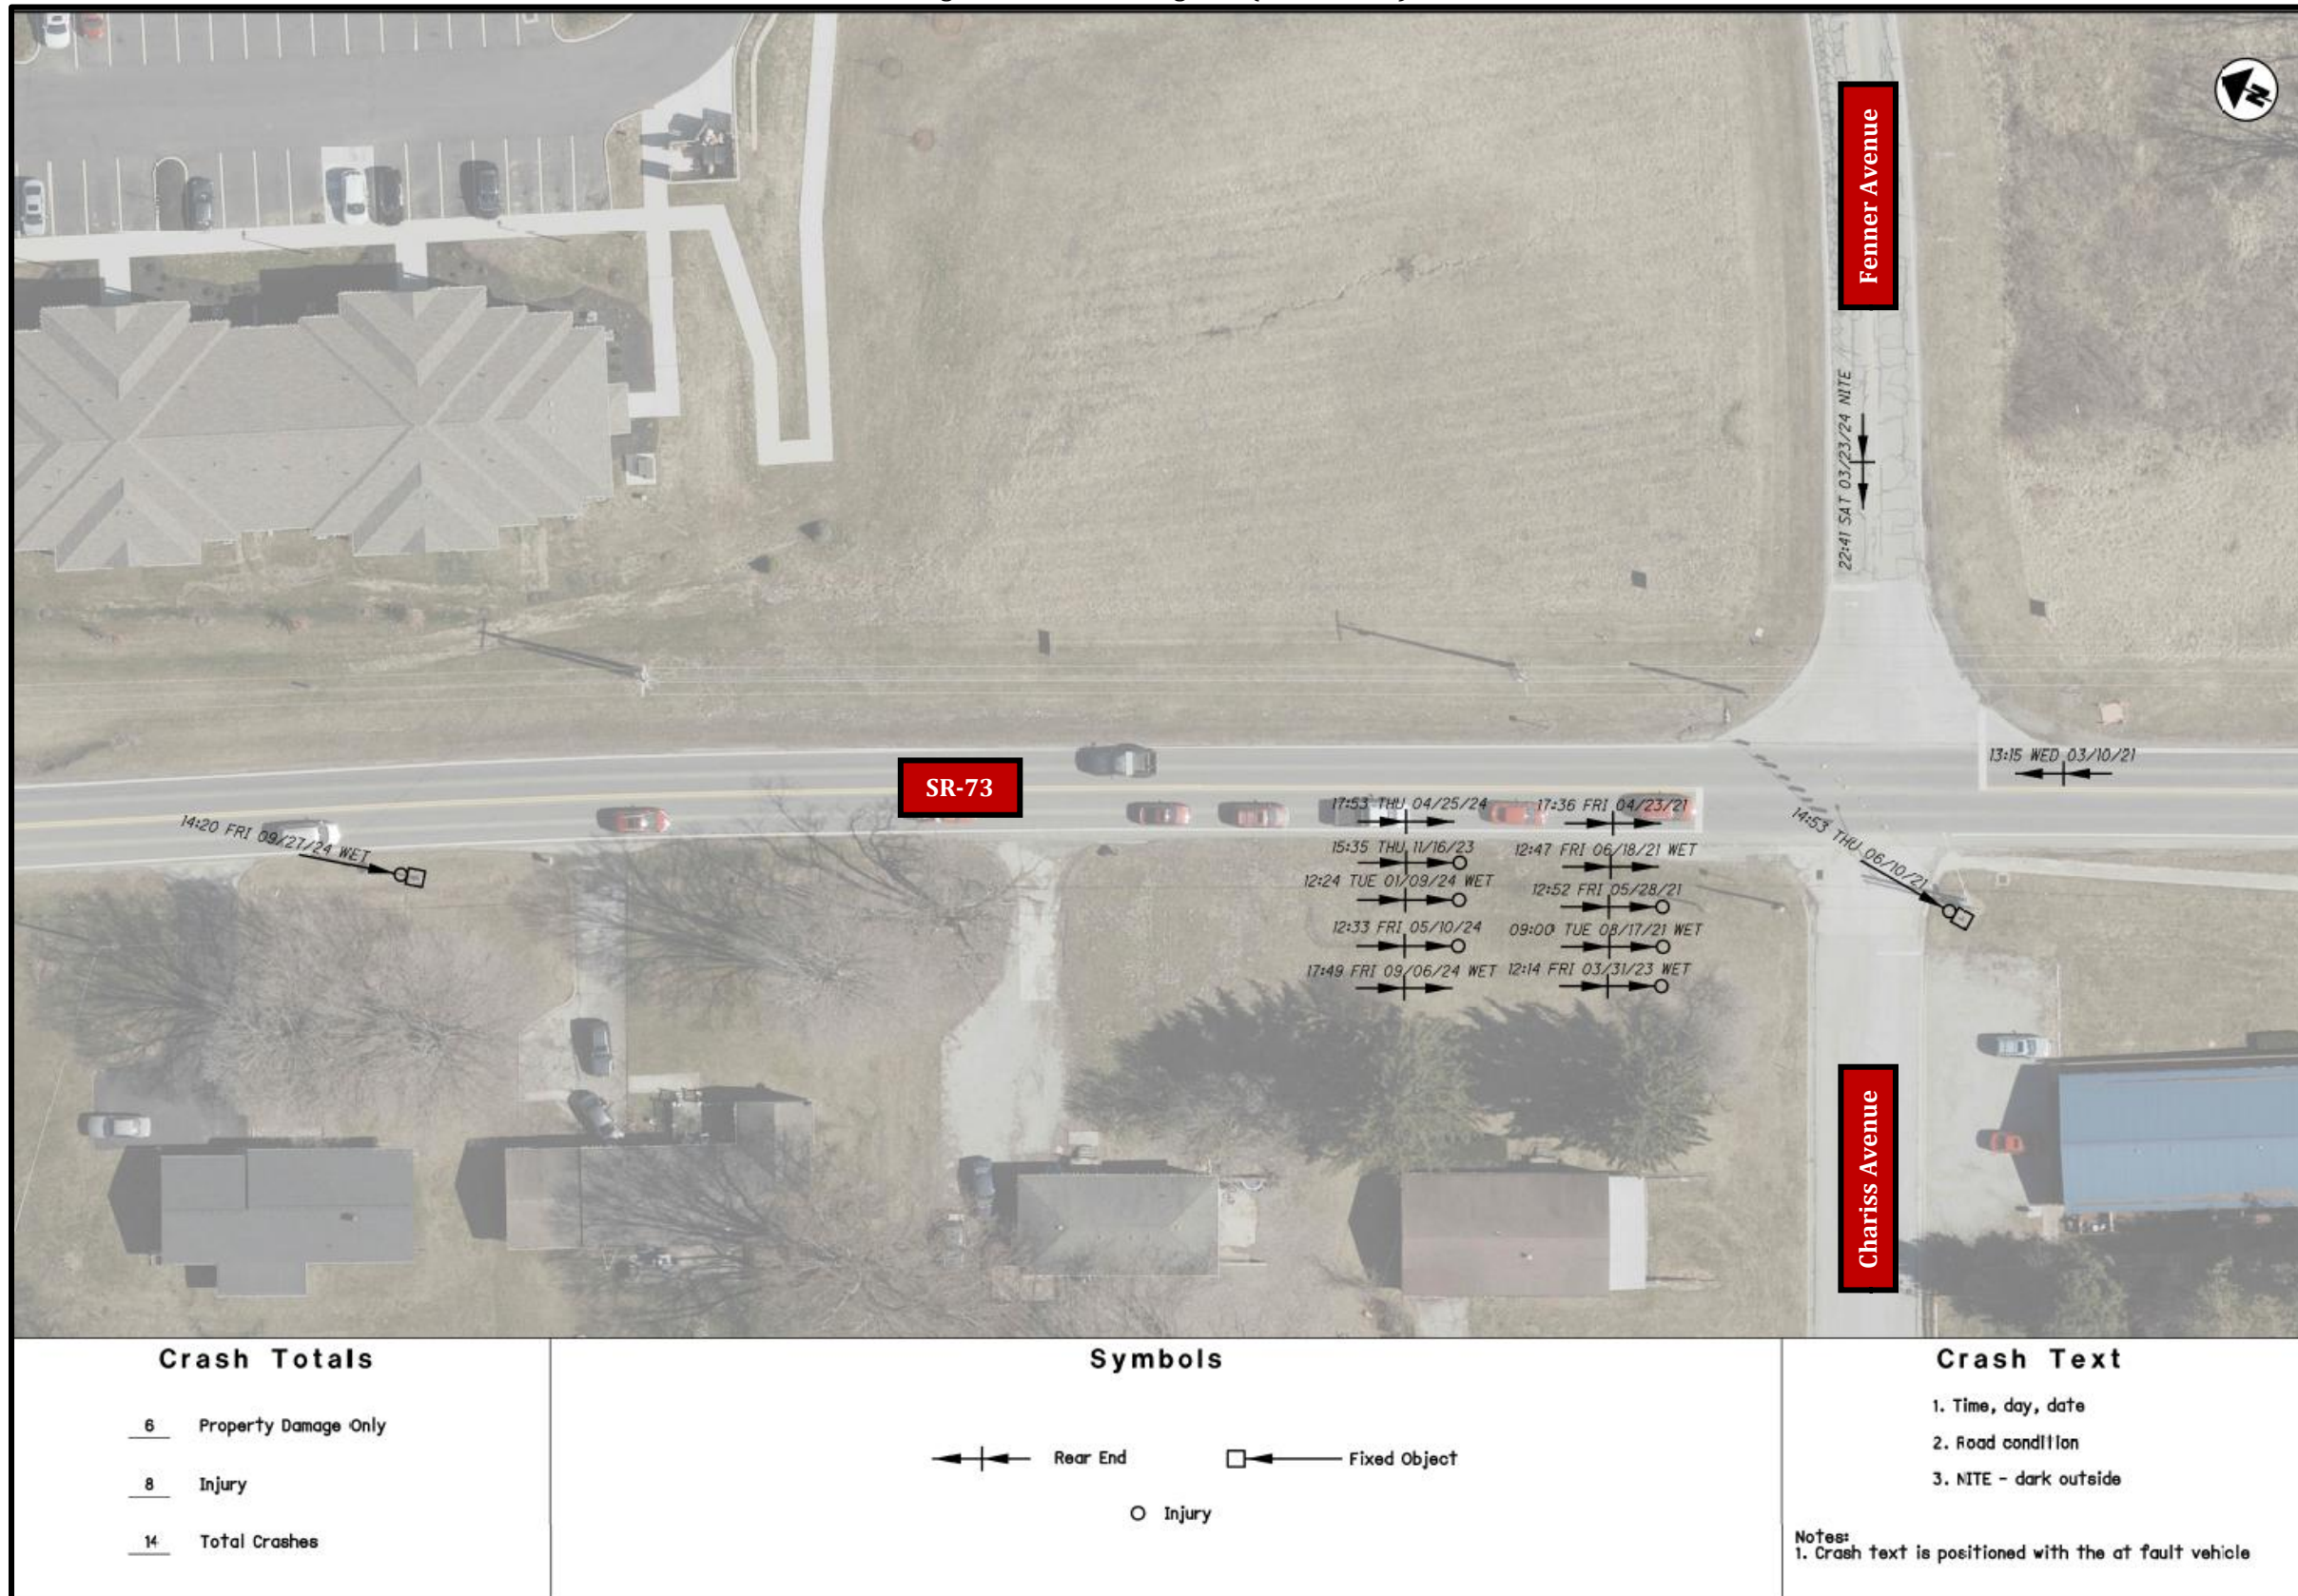 Fenner Avenue
22:41 SAT 03/23/24 NITE
SR-73
13:15 WED 03/10/21
14:20 FRI 09/27/24 WET
17:53 THU 04/25/24
17:36 FRI 04/23/21
14:53 THU 06/10/21
15:35 THU 11/16/23
12:47 FRI 06/18/21 WET
12:24 TUE 01/09/24 WET
12:52 FRI 05/28/21
12:33 FRI 05/10/24
09:00 TUE 08/17/21 WET
17:49 FRI 09/06/24 WET
12:14 FRI 03/31/23 WET
Chariss Avenue
N
Crash Totals
6 Property Damage Only
8 Injury
14 Total Crashes
Symbols
Rear End
Fixed Object
Injury
Crash Text
1. Time, day, date
2. Road condition
3. NITE - dark outside
Notes:
1. Crash text is positioned with the at fault vehicle